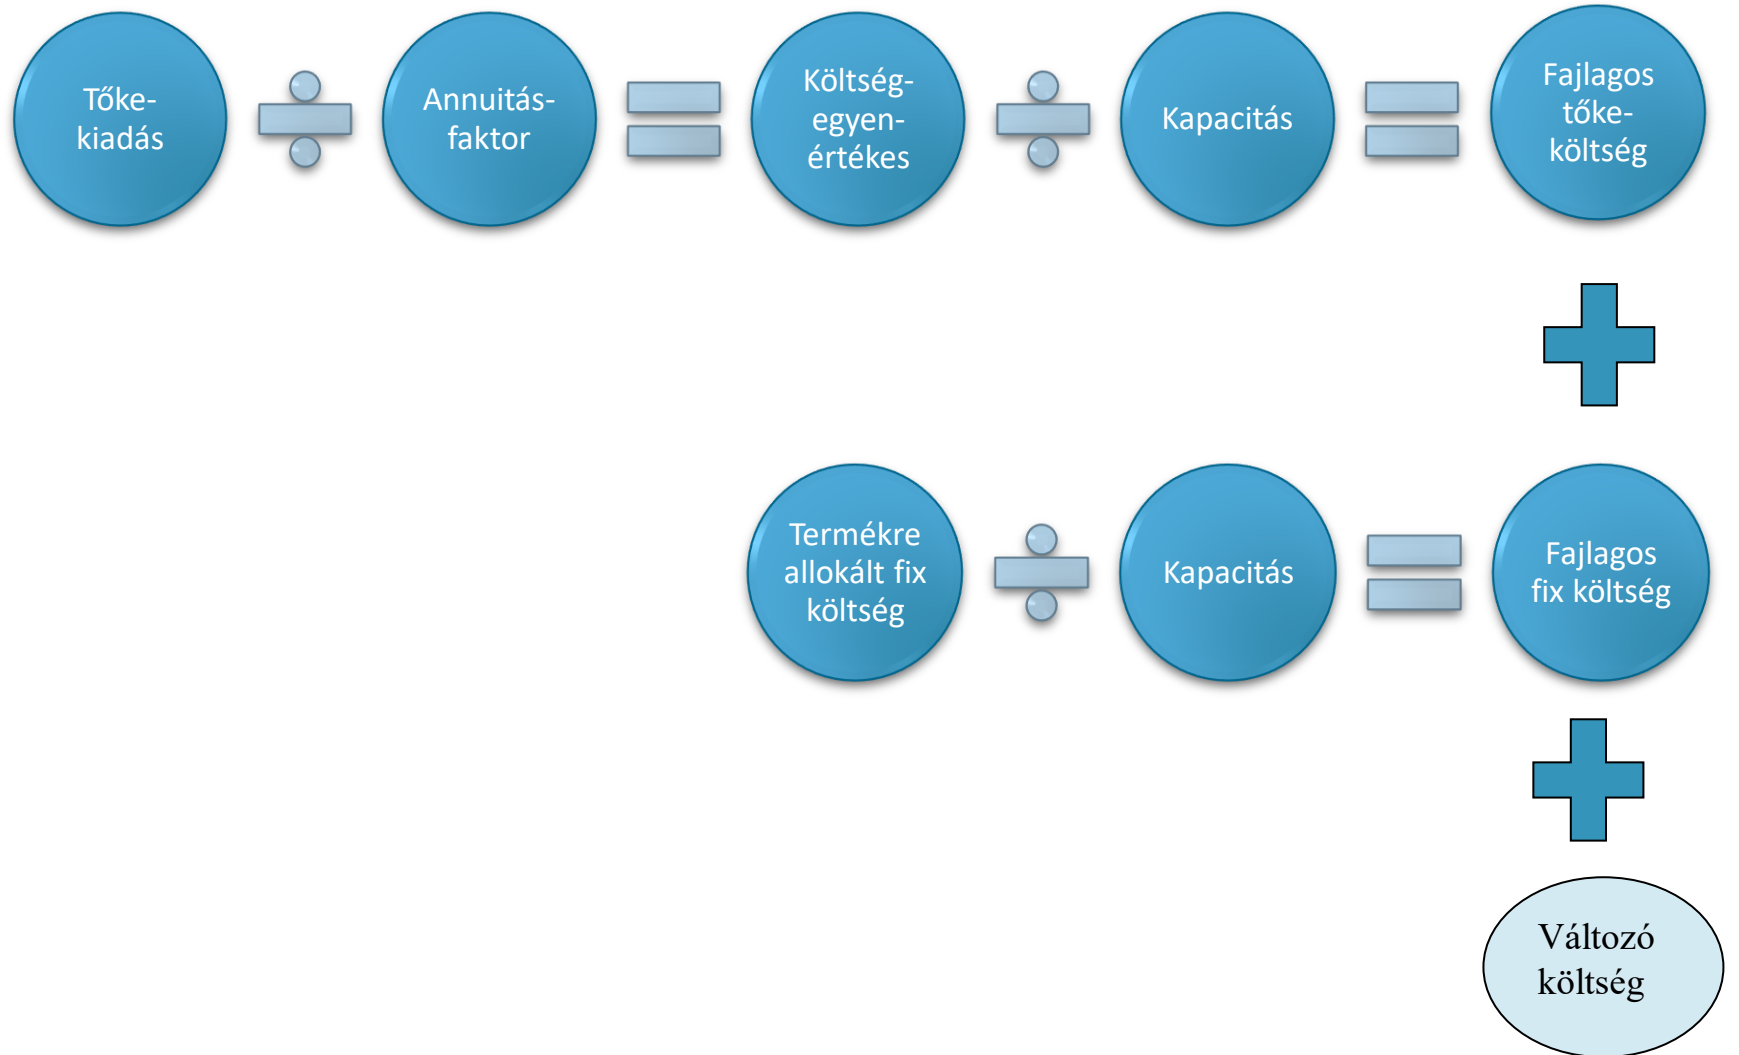 Tőke-
kiadás
Annuitás-
faktor
Költség-
egyen-
értékes
Kapacitás
Fajlagos
tőke-
költség
Termékre
allokált fix
költség
Kapacitás
Fajlagos
fix költség
Változó
költség